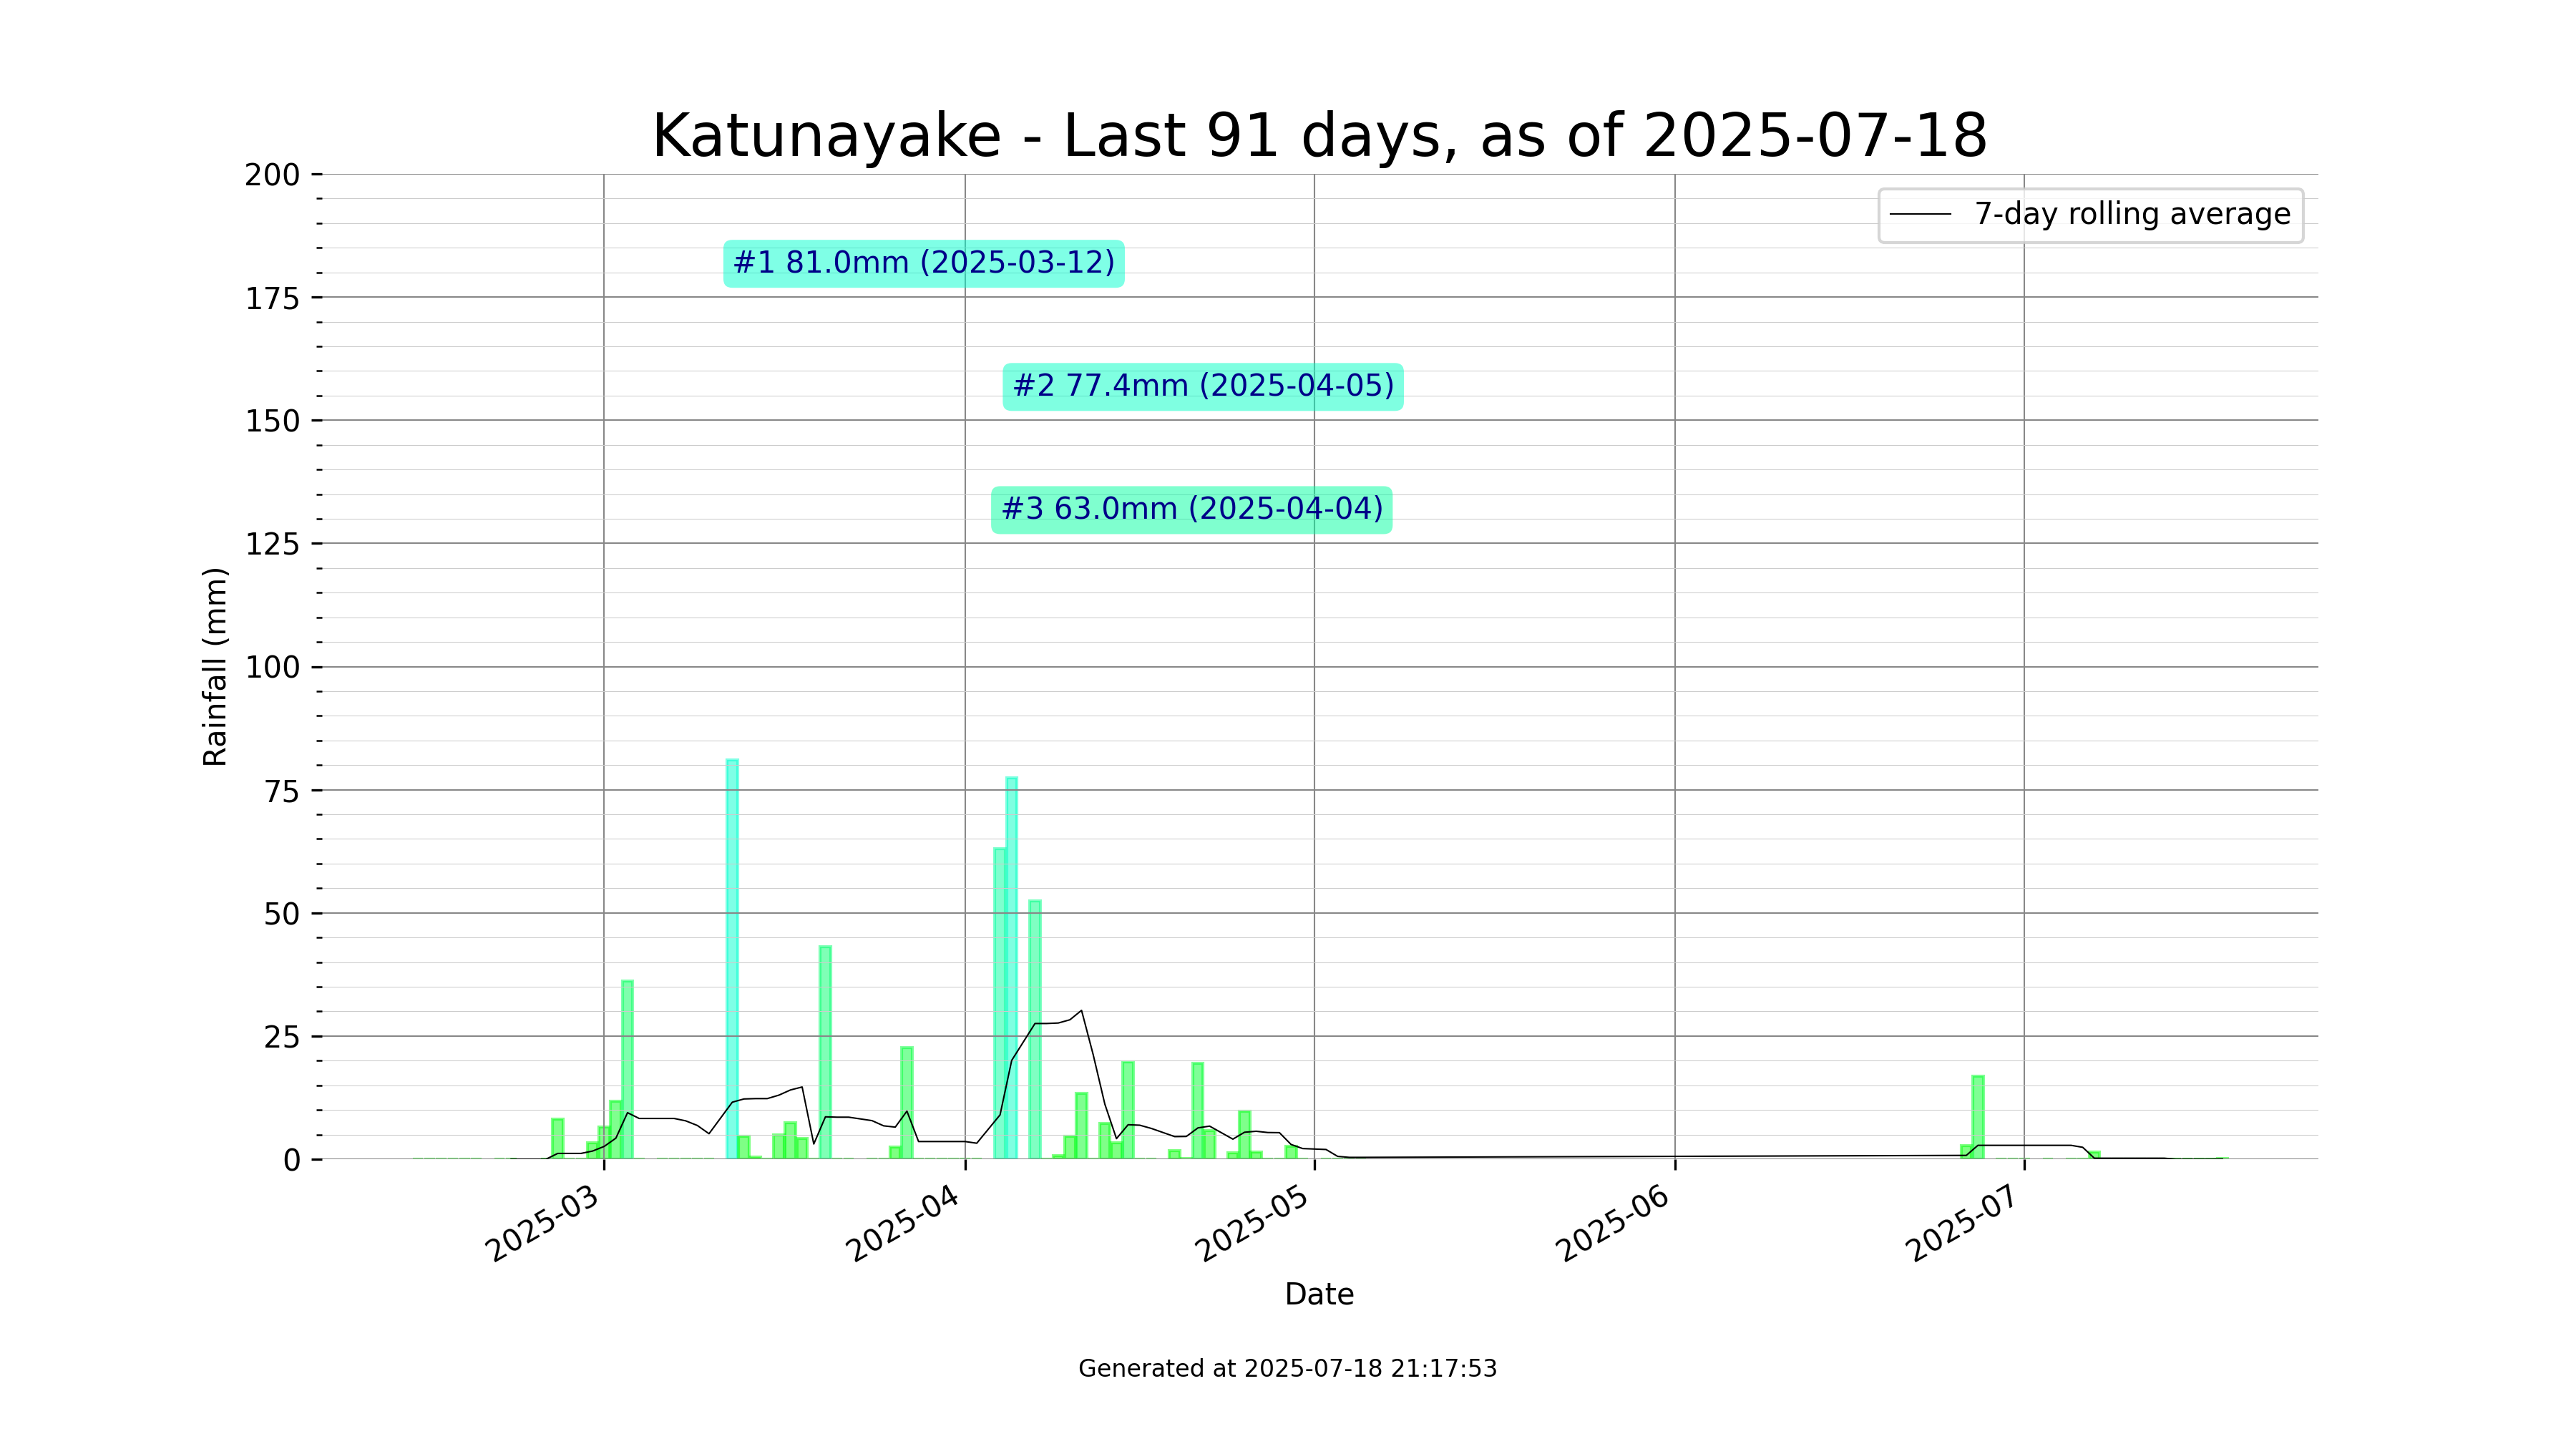 Katunayake - Last 91 days, as of 2025-07-18
200
175
150
125
100
75
50
25
0
Rainfall (mm)
7-day rolling average
#1 81.0mm (2025-03-12)
#2 77.4mm (2025-04-05)
#3 63.0mm (2025-04-04)
2025-03
2025-04
2025-05
2025-06
2025-07
Date
Generated at 2025-07-18 21:17:53